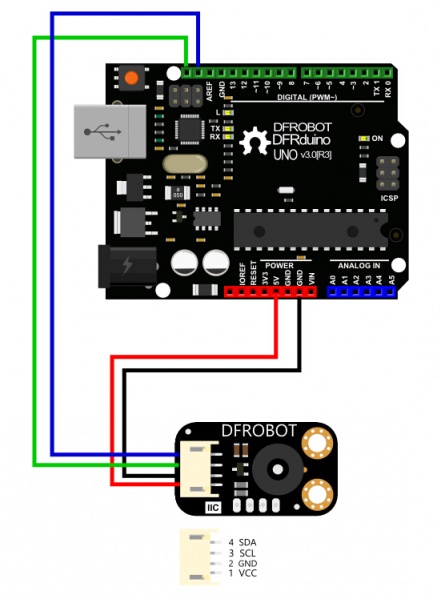 AREF
GND
13
12
~11
~10
~9
8
7
~6
~5
4
~3
2
TX 1
RX 0
DIGITAL (PWM~)
L
TX
RX
DFROBOT
DFRduino
UNO v3.0[R3]
ON
ICSP
POWER
ANALOG IN
IOREF
RESET
3V3
5V
GND
GND
VIN
A0
A1
A2
A3
A4
A5
DFROBOT
IIC
4 SDA
3 SCL
2 GND
1 VCC